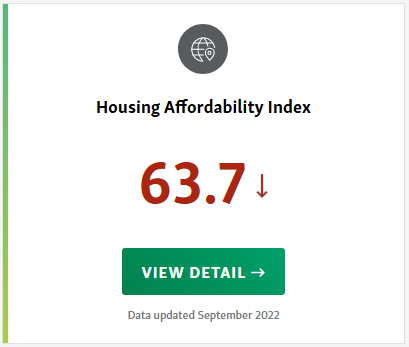 Housing Affordability Index
63.7 ↓
VIEW DETAIL →
Data updated September 2022